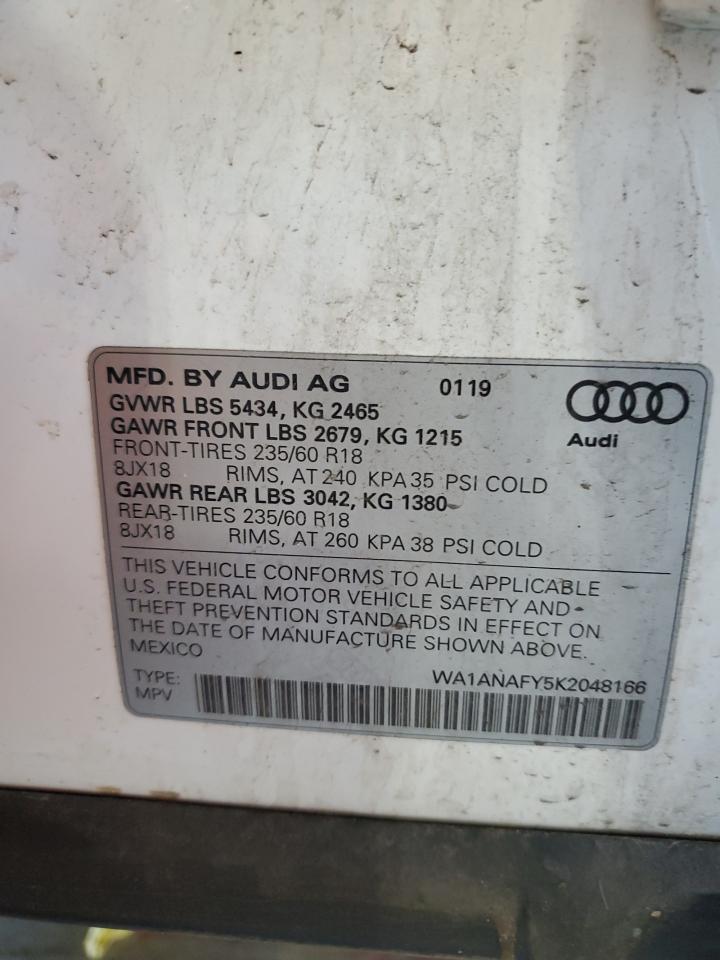 MFD. BY AUDI AG 0119
GVWR LBS 5434, KG 2465
GAWR FRONT LBS 2679, KG 1215
Audi
FRONT-TIRES 235/60 R18
8JX18 RIMS, AT 240 KPA 35 PSI COLD
GAWR REAR LBS 3042, KG 1380
REAR-TIRES 235/60 R18
8JX18 RIMS, AT 260 KPA 38 PSI COLD
THIS VEHICLE CONFORMS TO ALL APPLICABLE
U.S. FEDERAL MOTOR VEHICLE SAFETY AND
THEFT PREVENTION STANDARDS IN EFFECT ON
THE DATE OF MANUFACTURE SHOWN ABOVE.
MEXICO
WA1ANAFY5K2048166
TYPE:
MPV